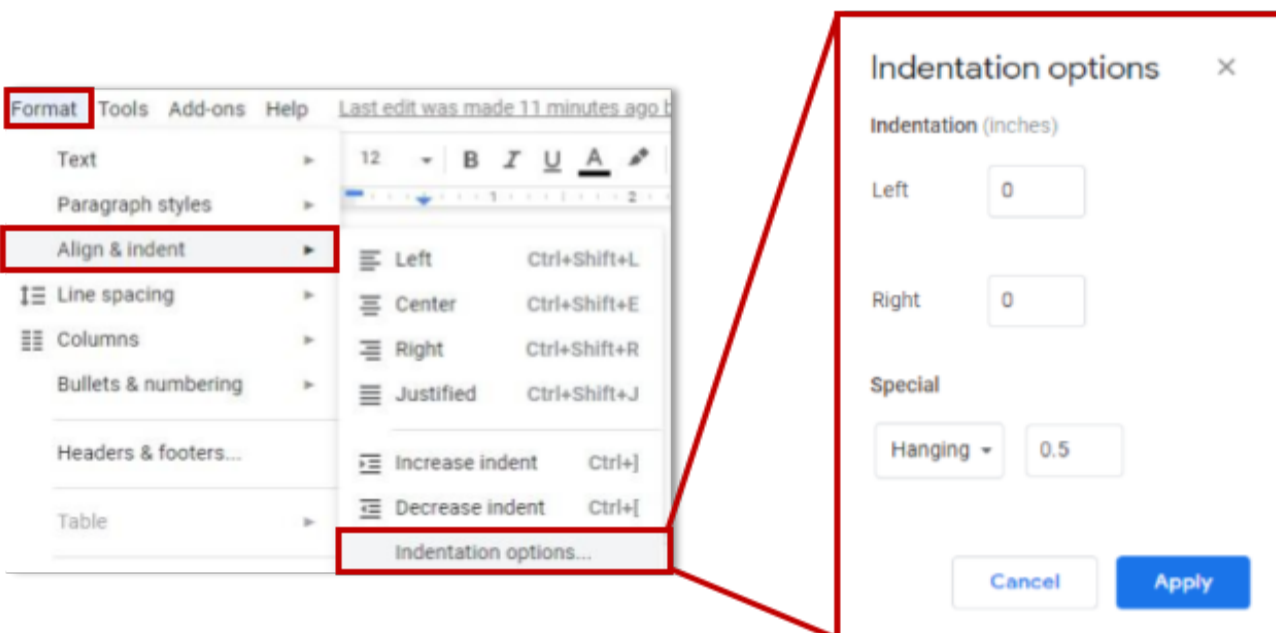 Format Tools Add-ons Help Last edit was made 11 minutes ago b
Text
Paragraph styles
Align & indent
Line spacing
Columns
Bullets & numbering
Headers & footers...
Table
12 B I U A
1 2
Left Ctrl+Shift+L
Center Ctrl+Shift+E
Right Ctrl+Shift+R
Justified Ctrl+Shift+J
Increase indent Ctrl+]
Decrease indent Ctrl+[
Indentation options...
Indentation options ×
Indentation (inches)
Left 0
Right 0
Special
Hanging 0.5
Cancel Apply